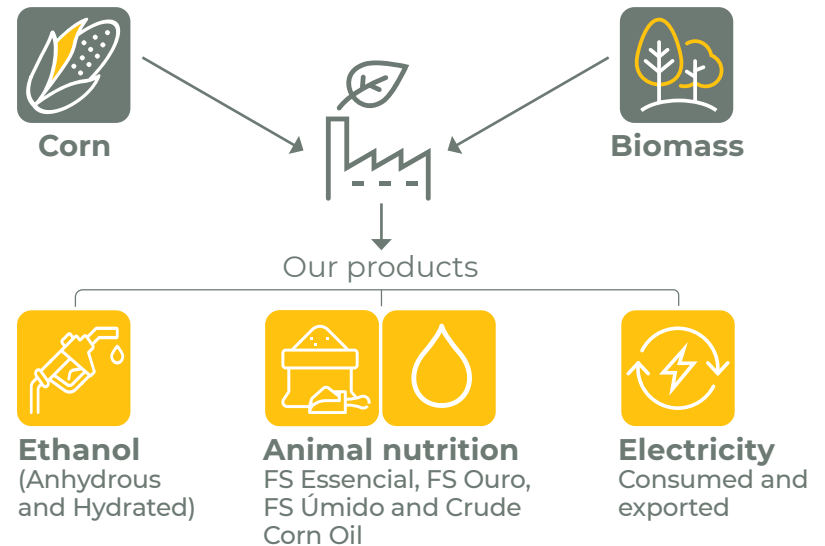 Corn
Biomass
Our products
Ethanol
(Anhydrous
and Hydrated)
Animal nutrition
FS Essencial, FS Ouro,
FS Úmido and Crude
Corn Oil
Electricity
Consumed and
exported